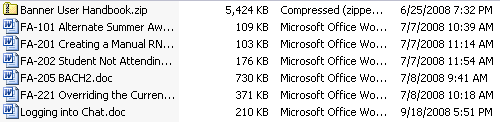 Banner User Handbook.zip 5,424 KB Compressed (zippe... 6/25/2008 7:32 PM
FA-101 Alternate Summer Aw... 109 KB Microsoft Office Wo... 7/7/2008 10:39 AM
FA-201 Creating a Manual RN... 103 KB Microsoft Office Wo... 7/7/2008 11:14 AM
FA-202 Student Not Attendin... 176 KB Microsoft Office Wo... 7/7/2008 11:54 AM
FA-205 BACH2.doc 730 KB Microsoft Office Wo... 7/8/2008 9:41 AM
FA-221 Overriding the Curren... 371 KB Microsoft Office Wo... 7/8/2008 10:18 AM
Logging into Chat.doc 210 KB Microsoft Office Wo... 9/18/2008 5:51 PM